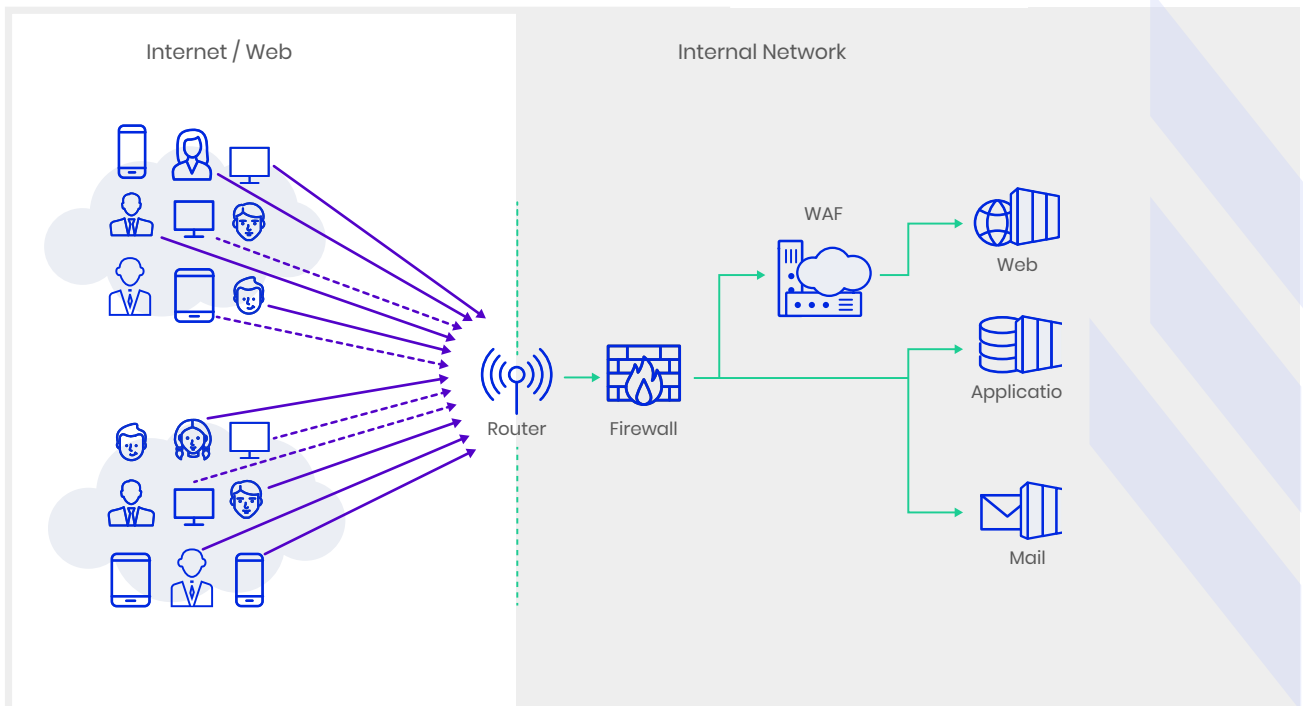 Internet / Web
Internal Network
WAF
Web
Applicatio
Router
Firewall
Mail